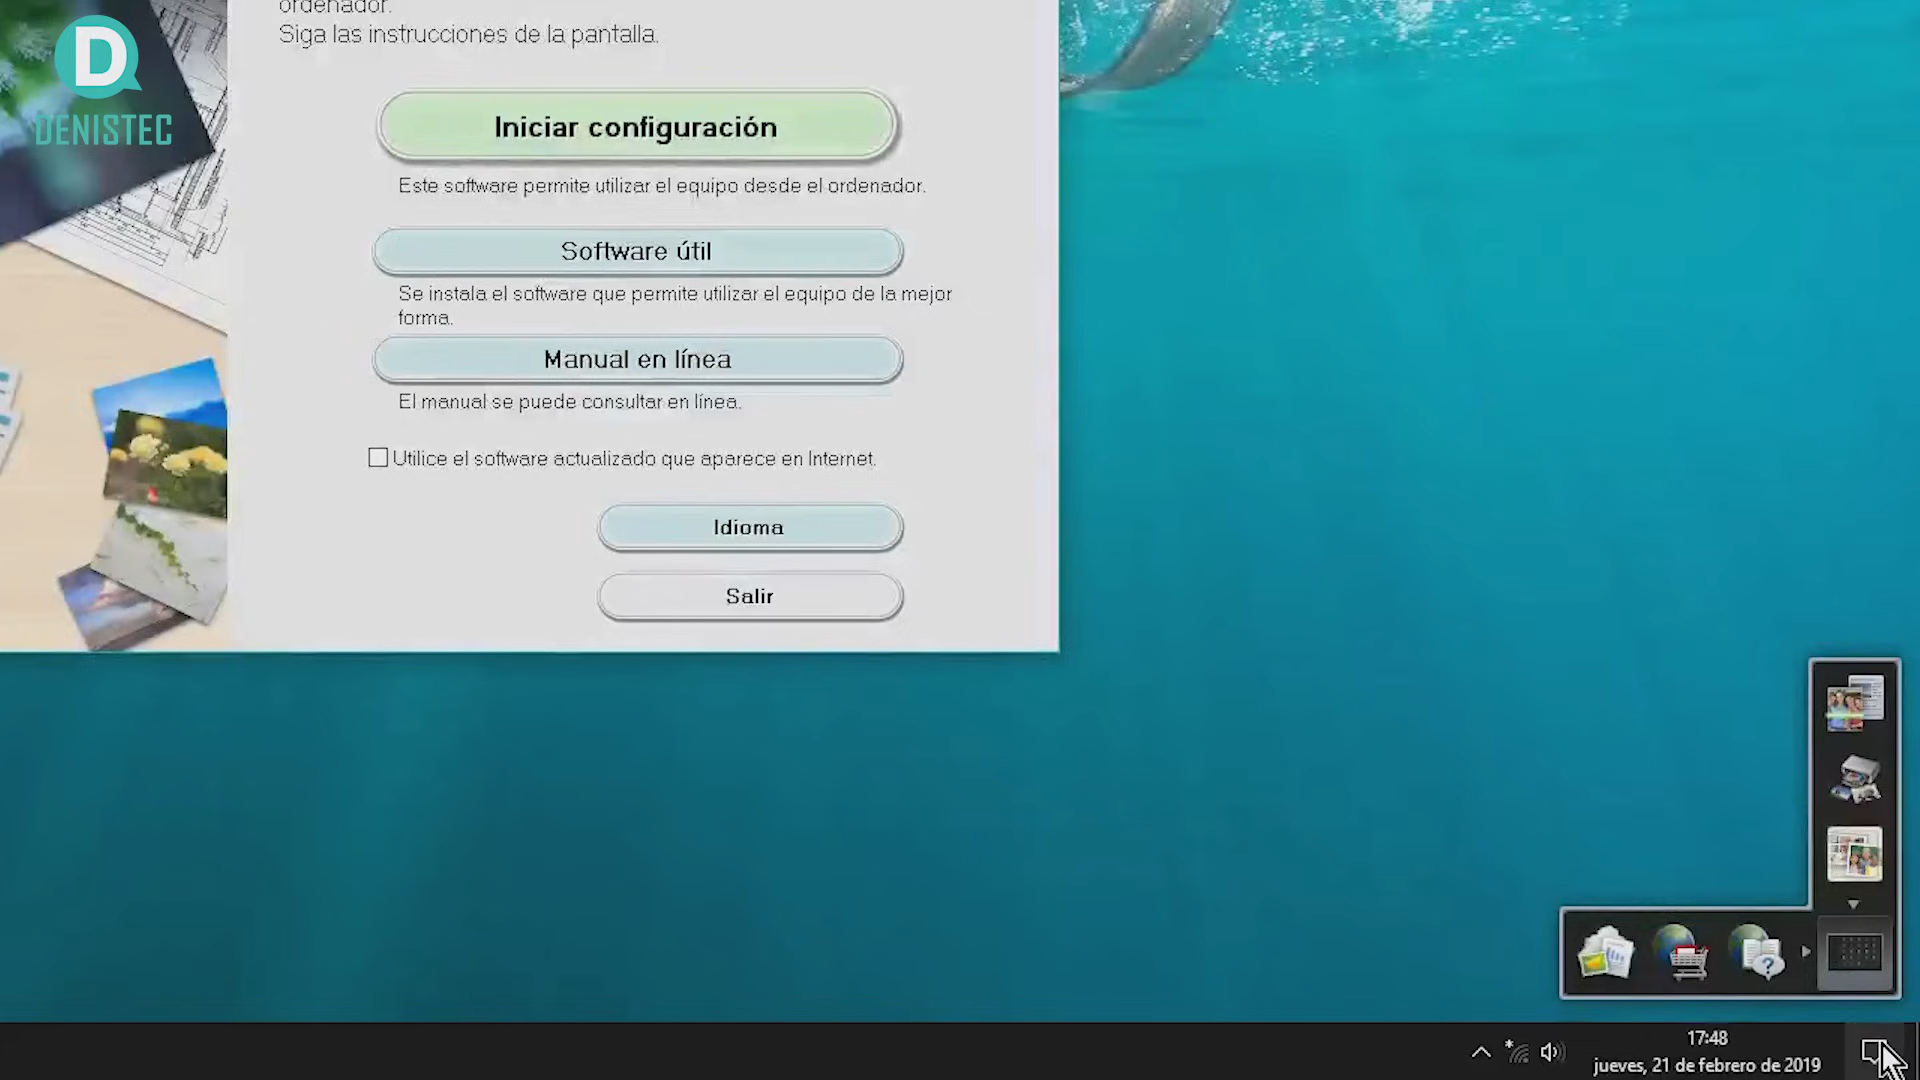 ordenador.
Siga las instrucciones de la pantalla.
D
DENISTEC
Iniciar configuración
Este software permite utilizar el equipo desde el ordenador.
Software útil
Se instala el software que permite utilizar el equipo de la mejor
forma.
Manual en línea
El manual se puede consultar en línea.
Utilice el software actualizado que aparece en Internet.
Idioma
Salir
17:48
jueves, 21 de febrero de 2019